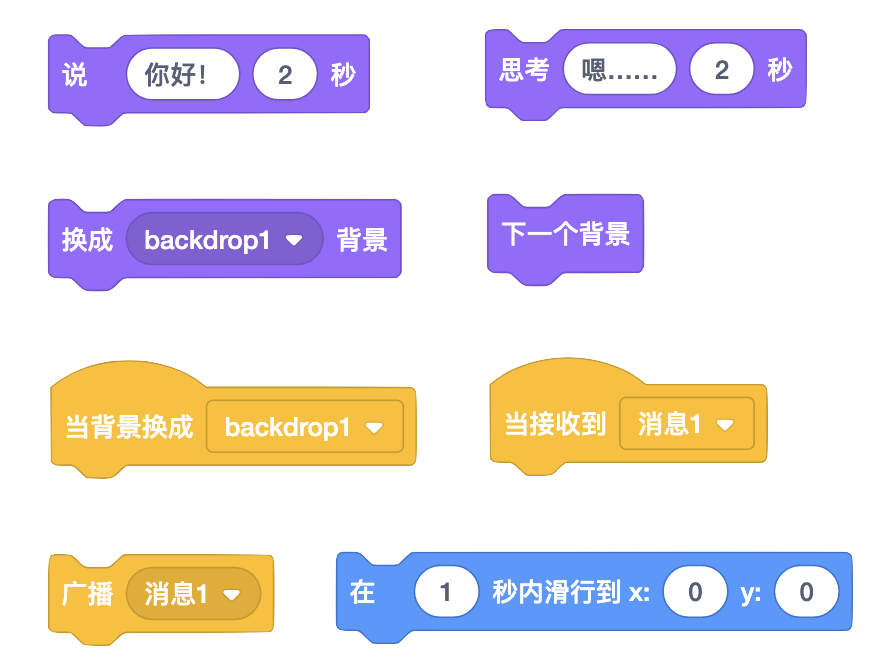 说 你好！ 2 秒
思考 嗯…… 2 秒
换成 backdrop1 背景
下一个背景
当背景换成 backdrop1
当接收到 消息1
广播 消息1
在 1 秒内滑行到 x: 0 y: 0